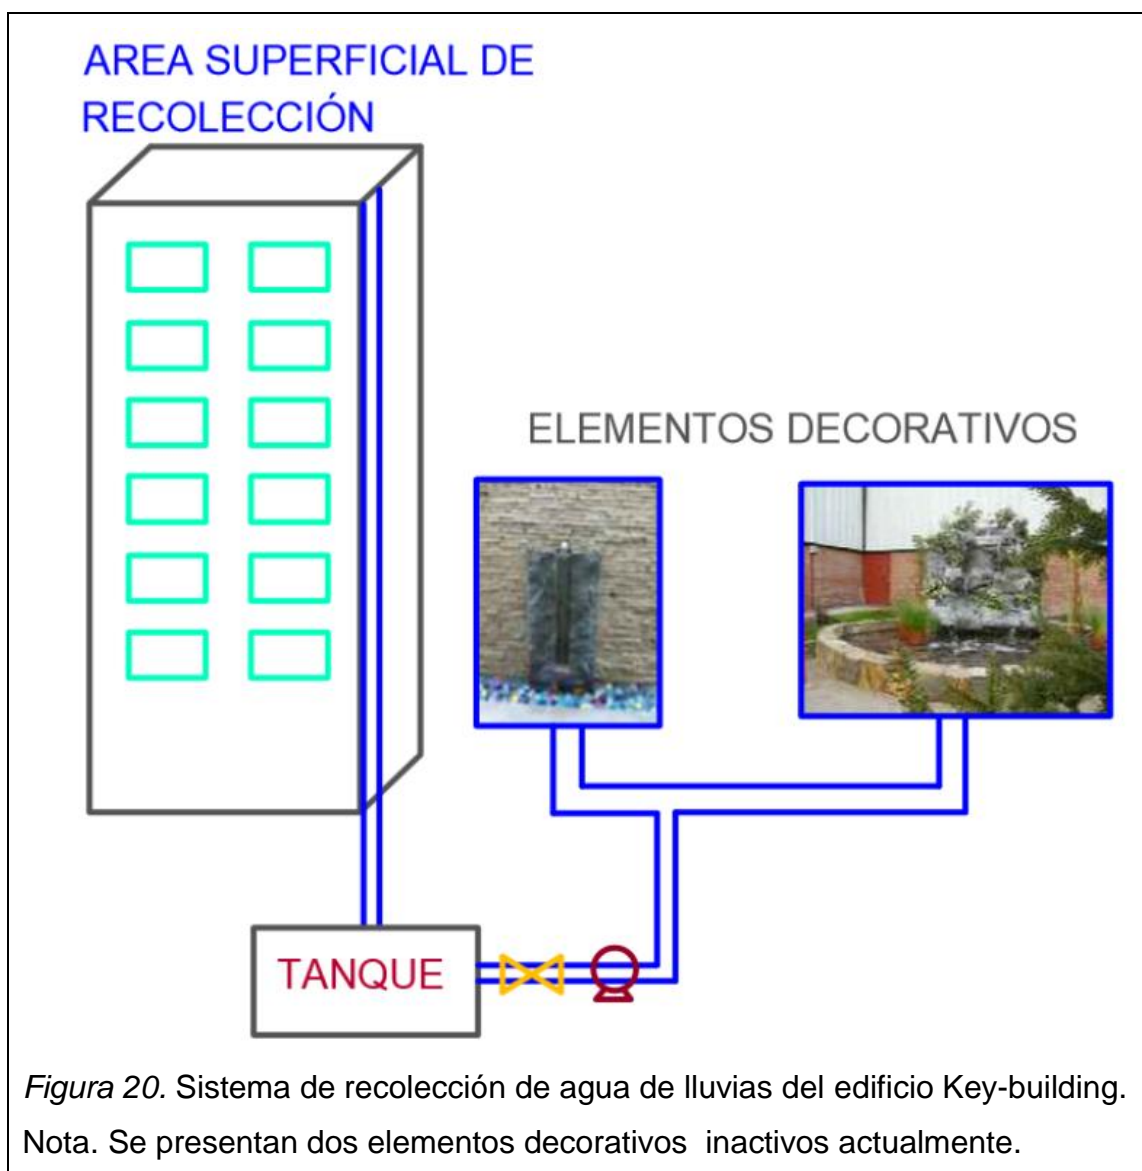 AREA SUPERFICIAL DE
RECOLECCIÓN
ELEMENTOS DECORATIVOS
TANQUE
Figura 20. Sistema de recolección de agua de lluvias del edificio Key-building.
Nota. Se presentan dos elementos decorativos inactivos actualmente.